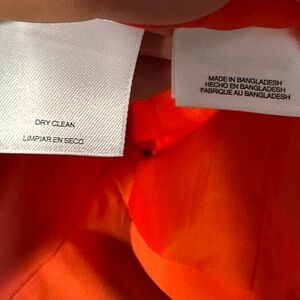 DRY CLEAN
LIMPIAR EN SECO
MADE IN BANGLADESH
HECHO EN BANGLADESH
FABRIQUE AU BANGLADESH